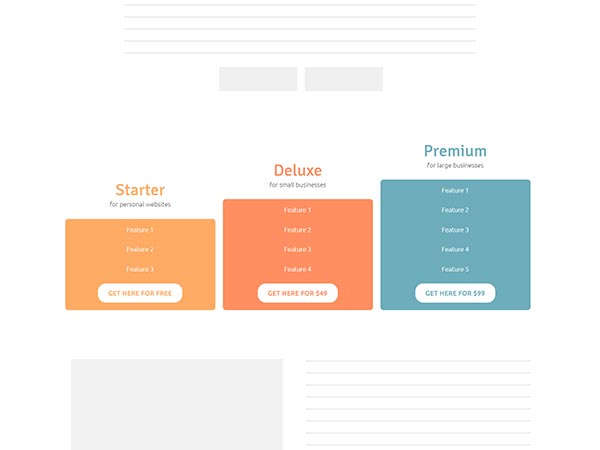 Starter
for personal websites
Feature 1
Feature 2
Feature 3
GET HERE FOR FREE
Deluxe
for small businesses
Feature 1
Feature 2
Feature 3
Feature 4
GET HERE FOR $49
Premium
for large businesses
Feature 1
Feature 2
Feature 3
Feature 4
Feature 5
GET HERE FOR $99